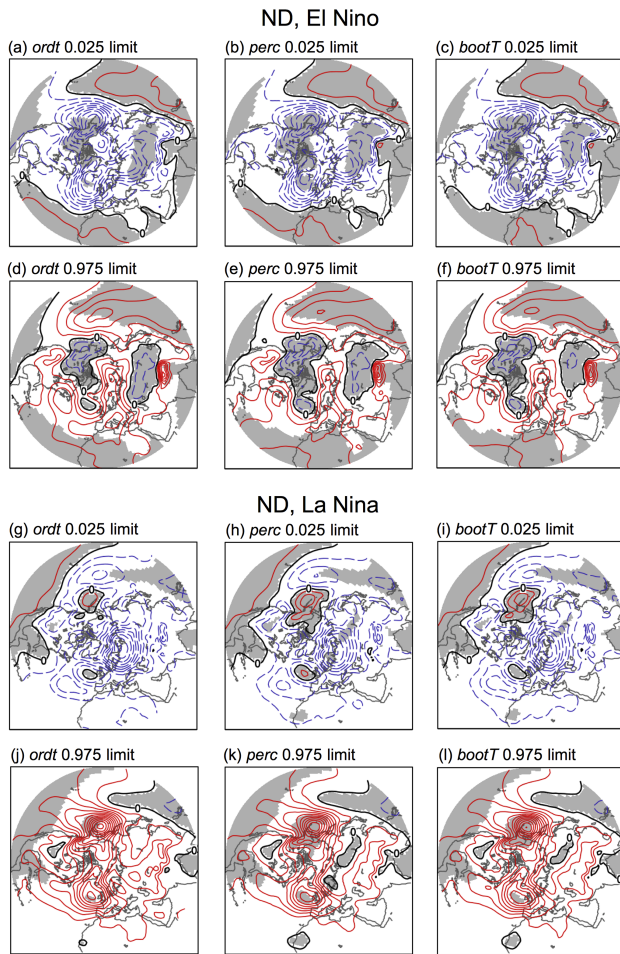 ND, El Nino
(a) ordt 0.025 limit (b) perc 0.025 limit (c) bootT 0.025 limit
(d) ordt 0.975 limit (e) perc 0.975 limit (f) bootT 0.975 limit
ND, La Nina
(g) ordt 0.025 limit (h) perc 0.025 limit (i) bootT 0.025 limit
(j) ordt 0.975 limit (k) perc 0.975 limit (l) bootT 0.975 limit